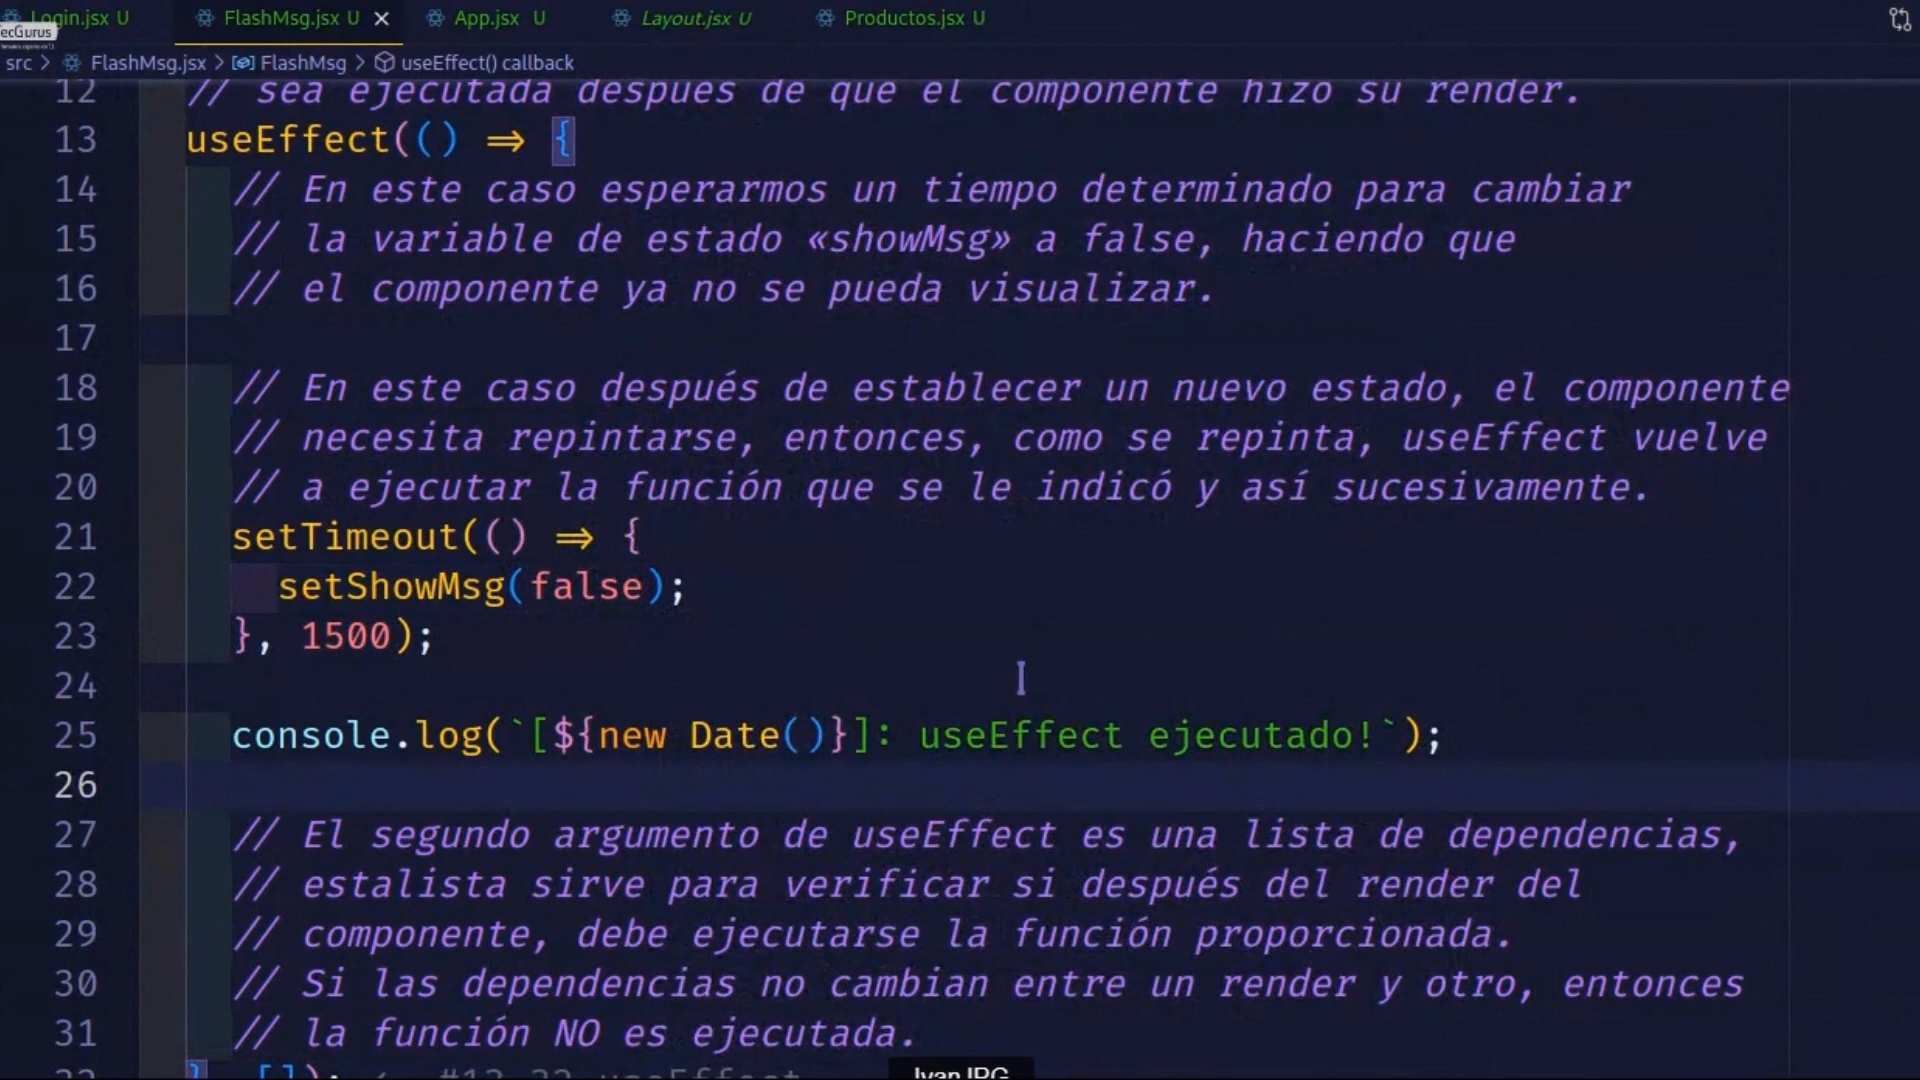 Login.jsx U FlashMsg.jsx U App.jsx U Layout.jsx U Productos.jsx U
ecGurus
src > FlashMsg.jsx > FlashMsg > useEffect() callback
12 // sea ejecutada después de que el componente hizo su render.
13 useEffect(() ⇒ {
14 // En este caso esperarmos un tiempo determinado para cambiar
15 // la variable de estado «showMsg» a false, haciendo que
16 // el componente ya no se pueda visualizar.
17
18 // En este caso después de establecer un nuevo estado, el componente
19 // necesita repintarse, entonces, como se repinta, useEffect vuelve
20 // a ejecutar la función que se le indicó y así sucesivamente.
21 setTimeout(() ⇒ {
22 setShowMsg(false);
23 }, 1500);
24
25 console.log(`[${new Date()}]: useEffect ejecutado!`);
26
27 // El segundo argumento de useEffect es una lista de dependencias,
28 // estalista sirve para verificar si después del render del
29 // componente, debe ejecutarse la función proporcionada.
30 // Si las dependencias no cambian entre un render y otro, entonces
31 // la función NO es ejecutada.
}, []); #13-32 useEffect
Ivan JPG